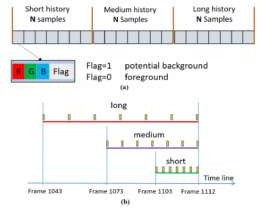 Short history
N Samples
Medium history
N Samples
Long history
N Samples
R G B Flag
Flag=1 potential background
Flag=0 foreground
(a)
long
medium
short
Time line
Frame 1043 Frame 1073 Frame 1103 Frame 1112
(b)